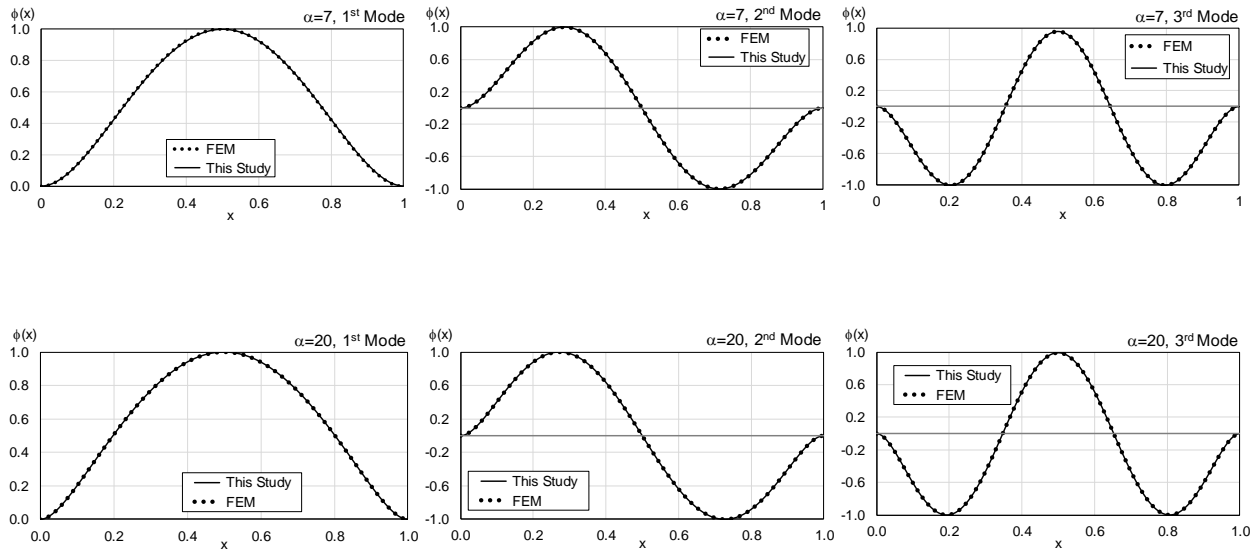 ϕ(x)
α=7, 1st Mode
1.0
0.8
0.6
0.4
0.2
0.0
FEM
This Study
0 0.2 0.4 0.6 0.8 1
x
ϕ(x)
α=7, 2nd Mode
1.0
0.6
0.2
-0.2
-0.6
-1.0
FEM
This Study
0 0.2 0.4 0.6 0.8 1
x
ϕ(x)
α=7, 3rd Mode
1.0
0.6
0.2
-0.2
-0.6
-1.0
FEM
This Study
0 0.2 0.4 0.6 0.8 1
x
ϕ(x)
α=20, 1st Mode
1.0
0.8
0.6
0.4
0.2
0.0
This Study
FEM
0.0 0.2 0.4 0.6 0.8 1.0
x
ϕ(x)
α=20, 2nd Mode
1.0
0.6
0.2
-0.2
-0.6
-1.0
This Study
FEM
0.0 0.2 0.4 0.6 0.8 1.0
x
ϕ(x)
α=20, 3rd Mode
1.0
0.6
0.2
-0.2
-0.6
-1.0
This Study
FEM
0.0 0.2 0.4 0.6 0.8 1.0
x